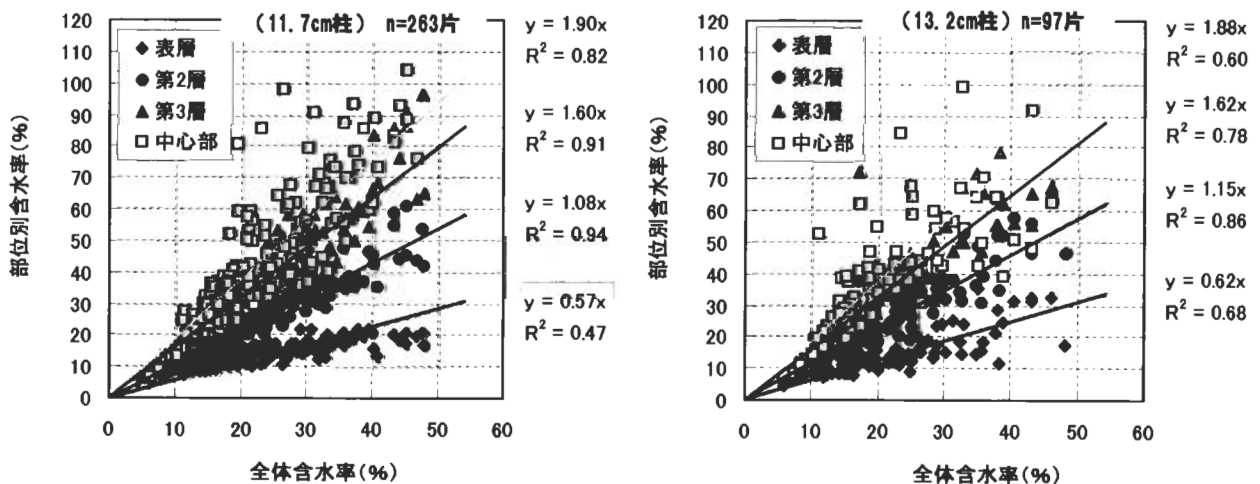 (11.7cm柱) n=263片
部位別含水率(%)
120
110
100
90
80
70
60
50
40
30
20
10
0
◆ 表層
● 第2層
▲ 第3層
□ 中心部
0 10 20 30 40 50 60
全体含水率(%)
y = 1.90x
R² = 0.82
y = 1.60x
R² = 0.91
y = 1.08x
R² = 0.94
y = 0.57x
R² = 0.47
(13.2cm柱) n=97片
部位別含水率(%)
120
110
100
90
80
70
60
50
40
30
20
10
0
◆ 表層
● 第2層
▲ 第3層
□ 中心部
0 10 20 30 40 50 60
全体含水率(%)
y = 1.88x
R² = 0.60
y = 1.62x
R² = 0.78
y = 1.15x
R² = 0.86
y = 0.62x
R² = 0.68